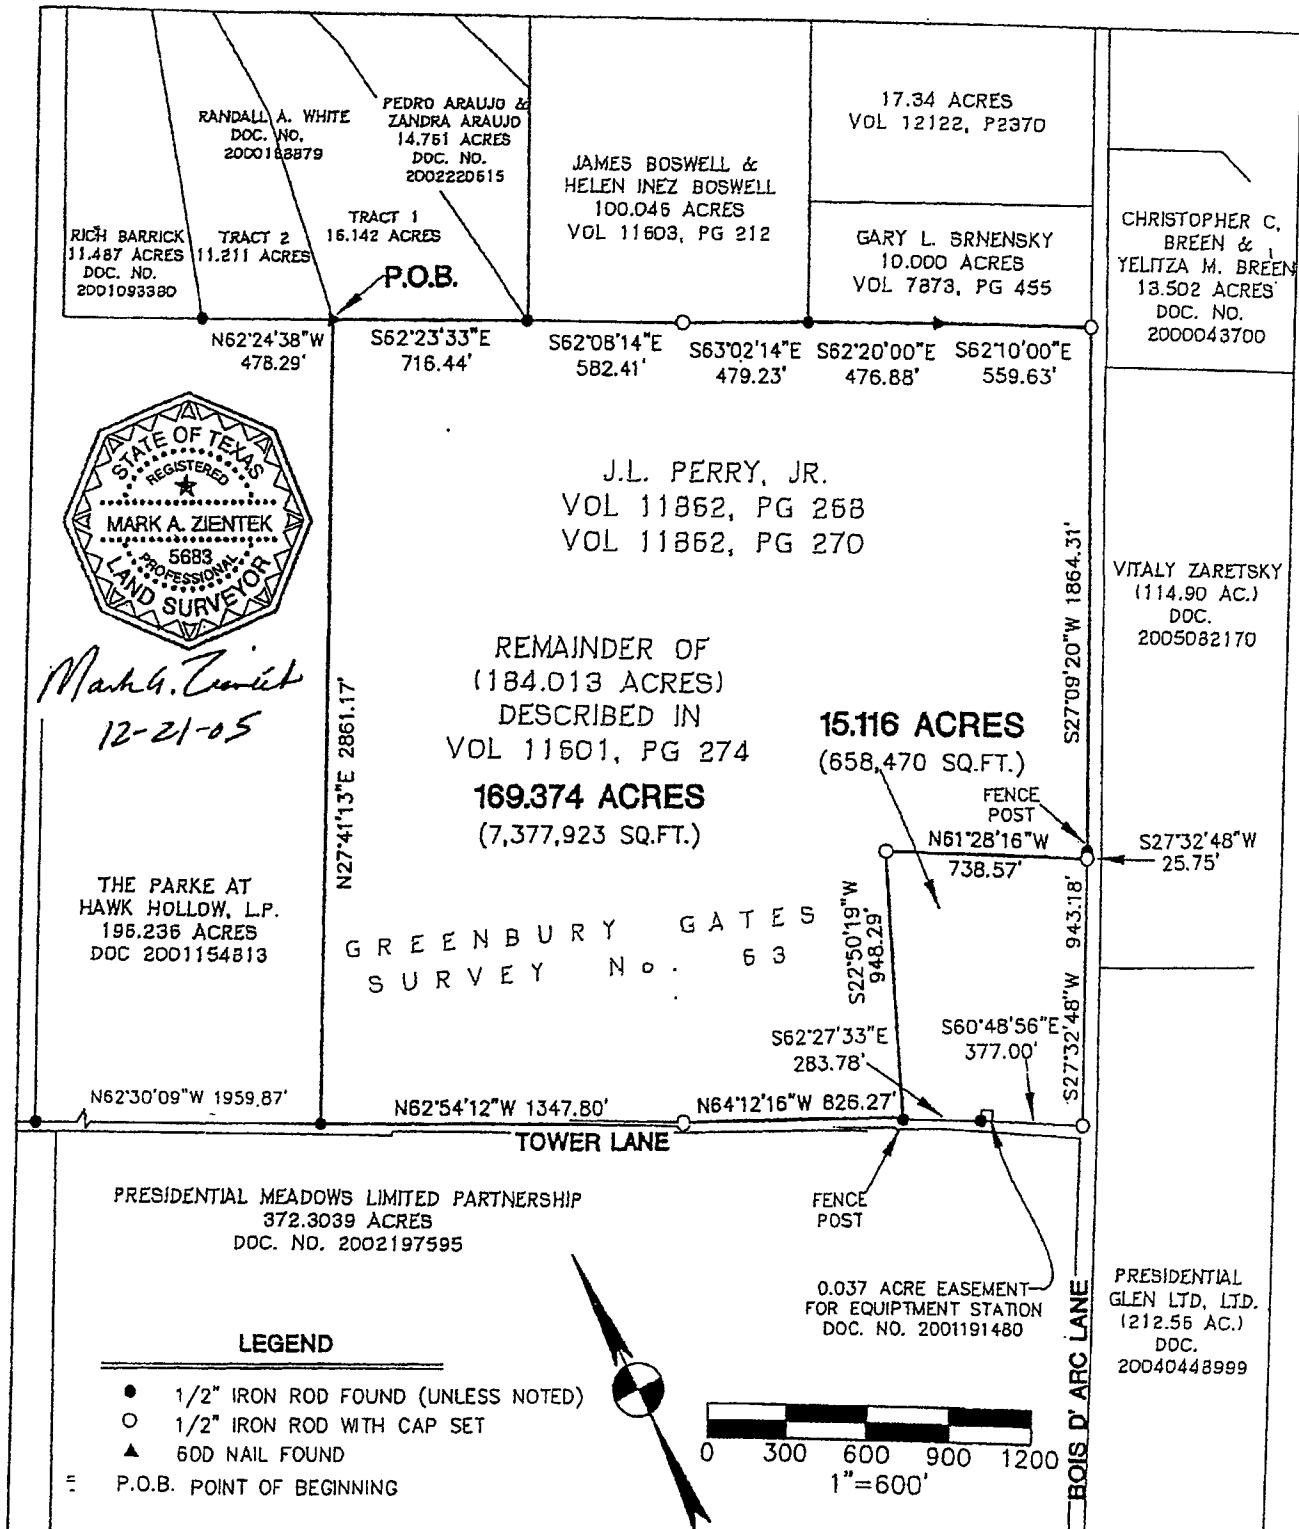 RANDALL A. WHITE
DOC. NO.
2000188879
PEDRO ARAUJO &
ZANDRA ARAUJO
14.761 ACRES
DOC. NO.
2002220615
JAMES BOSWELL &
HELEN INEZ BOSWELL
100.046 ACRES
VOL 11603, PG 212
17.34 ACRES
VOL 12122, P2370
RICH BARRICK
11.487 ACRES
DOC. NO.
2001093380
TRACT 2
11.211 ACRES
TRACT 1
16.142 ACRES
P.O.B.
GARY L. SRNENSKY
10.000 ACRES
VOL 7873, PG 455
CHRISTOPHER C,
BREEN &
YELITZA M. BREEN
13.502 ACRES
DOC. NO.
2000043700
N62°24'38"W
478.29'
S62°23'33"E
716.44'
S62°08'14"E
582.41'
S63°02'14"E
479.23'
S62°20'00"E
476.88'
S62°10'00"E
559.63'
STATE OF TEXAS
REGISTERED
MARK A. ZIENTEK
5683
PROFESSIONAL
LAND SURVEYOR
Mark A. Zientek
12-21-05
J.L. PERRY, JR.
VOL 11862, PG 268
VOL 11862, PG 270
REMAINDER OF
(184.013 ACRES)
DESCRIBED IN
VOL 11601, PG 274
169.374 ACRES
(7,377,923 SQ.FT.)
15.116 ACRES
(658,470 SQ.FT.)
FENCE
POST
S27°09'20"W 1864.31'
VITALY ZARETSKY
(114.90 AC.)
DOC.
2005082170
N27°41'13"E 2861.17'
N61°28'16"W
738.57'
S27°32'48"W
25.75'
THE PARKE AT
HAWK HOLLOW, L.P.
196.236 ACRES
DOC 2001154813
GREENBURY GATES
SURVEY No. 63
S22°50'19"W
948.29'
S27°32'48"W 943.18'
S62°27'33"E
283.78'
S60°48'56"E
377.00'
N62°30'09"W 1959.87'
N62°54'12"W 1347.80'
N64°12'16"W 826.27'
TOWER LANE
PRESIDENTIAL MEADOWS LIMITED PARTNERSHIP
372.3039 ACRES
DOC. NO. 2002197595
FENCE
POST
0.037 ACRE EASEMENT
FOR EQUIPTMENT STATION
DOC. NO. 2001191480
BOIS D' ARC LANE
PRESIDENTIAL
GLEN LTD, LTD.
(212.56 AC.)
DOC.
20040448999
LEGEND
1/2" IRON ROD FOUND (UNLESS NOTED)
1/2" IRON ROD WITH CAP SET
60D NAIL FOUND
P.O.B. POINT OF BEGINNING
0 300 600 900 1200
1"=600'